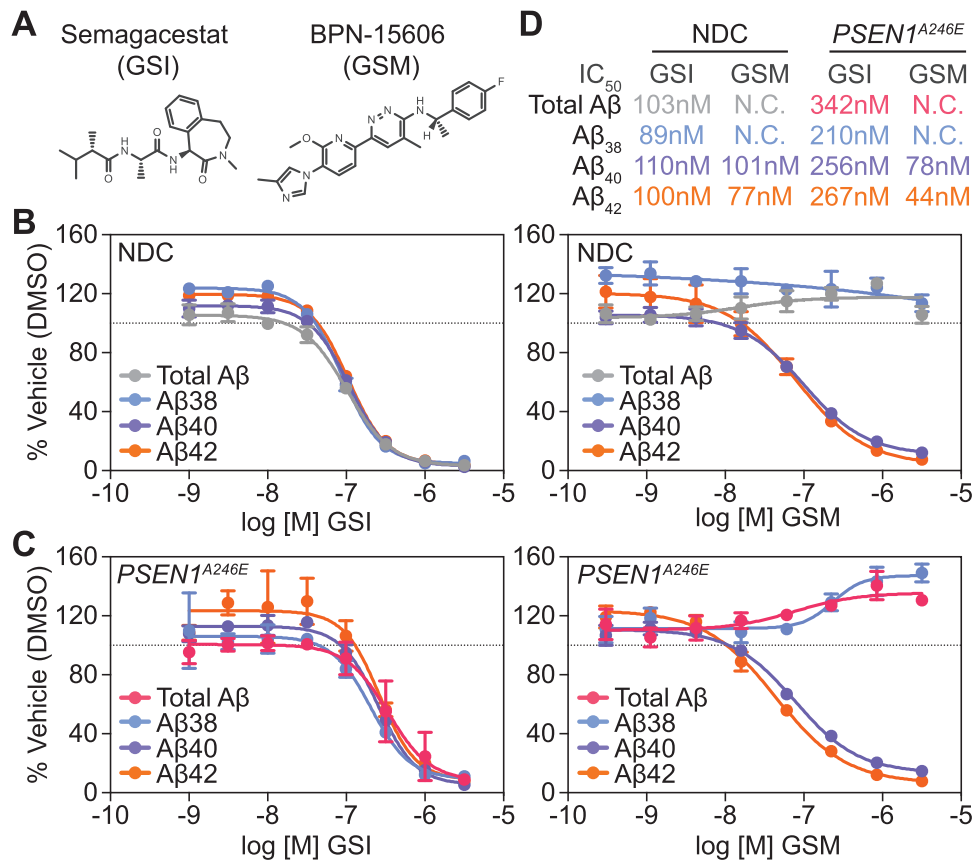 A
Semagacestat
(GSI)
BPN-15606
(GSM)
O
N
H
O
H
N
O
N
F
HN
H
N
N
O
N
N
N
D
NDC
PSEN1A246E
IC50 GSI GSM GSI GSM
Total Aβ 103nM N.C. 342nM N.C.
Aβ38 89nM N.C. 210nM N.C.
Aβ40 110nM 101nM 256nM 78nM
Aβ42 100nM 77nM 267nM 44nM
B
% Vehicle (DMSO)
160
120
80
40
0
NDC
Total Aβ
Aβ38
Aβ40
Aβ42
-10 -9 -8 -7 -6 -5
log [M] GSI
160
120
80
40
0
NDC
Total Aβ
Aβ38
Aβ40
Aβ42
-10 -9 -8 -7 -6 -5
log [M] GSM
C
% Vehicle (DMSO)
160
120
80
40
0
PSEN1A246E
Total Aβ
Aβ38
Aβ40
Aβ42
-10 -9 -8 -7 -6 -5
log [M] GSI
160
120
80
40
0
PSEN1A246E
Total Aβ
Aβ38
Aβ40
Aβ42
-10 -9 -8 -7 -6 -5
log [M] GSM